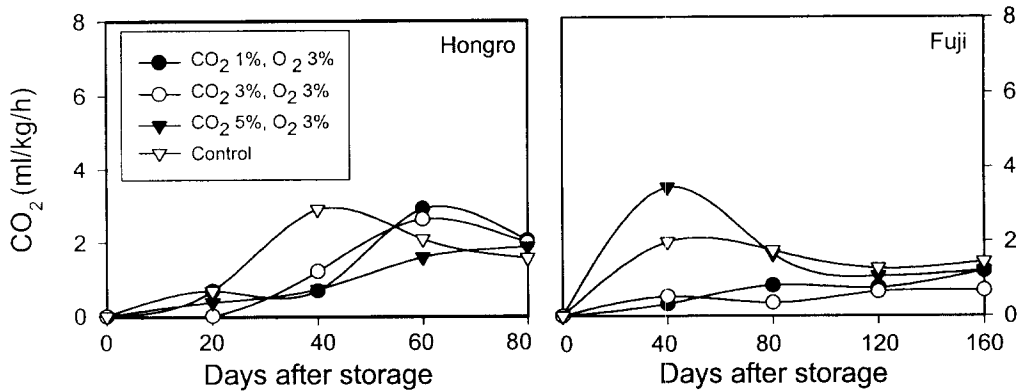 8
6
4
2
0
CO2 (ml/kg/h)
Hongro
CO2 1%, O2 3%
CO2 3%, O2 3%
CO2 5%, O2 3%
Control
0 20 40 60 80
Days after storage
Fuji
8
6
4
2
0
0 40 80 120 160
Days after storage